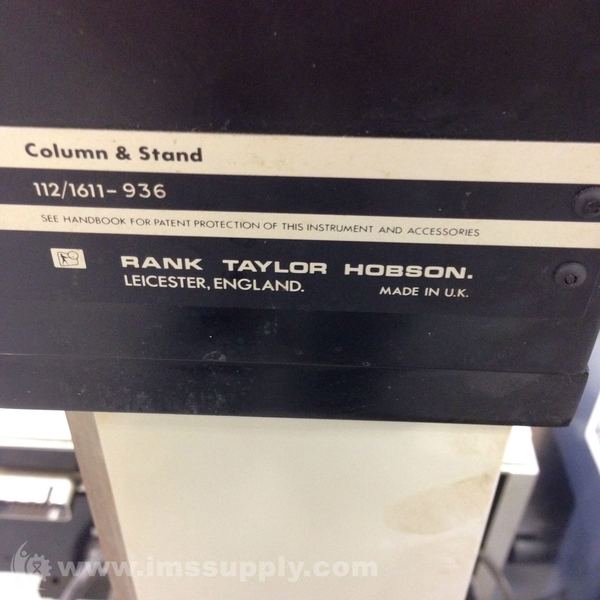 Column & Stand
112/1611-936
SEE HANDBOOK FOR PATENT PROTECTION OF THIS INSTRUMENT AND ACCESSORIES
RANK TAYLOR HOBSON.
LEICESTER, ENGLAND.
MADE IN U.K.
www.imssupply.com